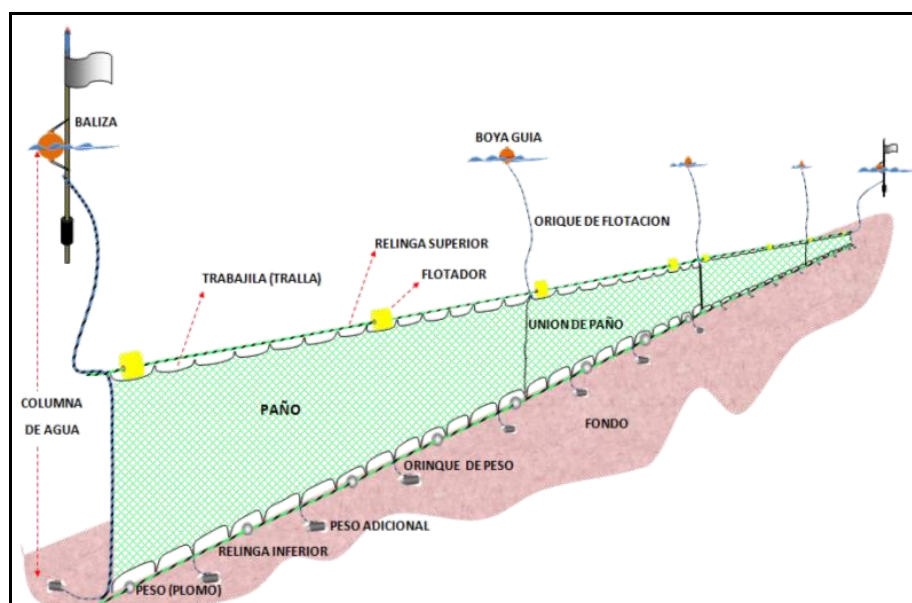 BALIZA
BOYA GUIA
ORIQUE DE FLOTACION
RELINGA SUPERIOR
TRABAJILA (TRALLA)
FLOTADOR
UNION DE PAÑO
COLUMNA
DE AGUA
PAÑO
FONDO
ORINQUE DE PESO
PESO ADICIONAL
RELINGA INFERIOR
PESO (PLOMO)